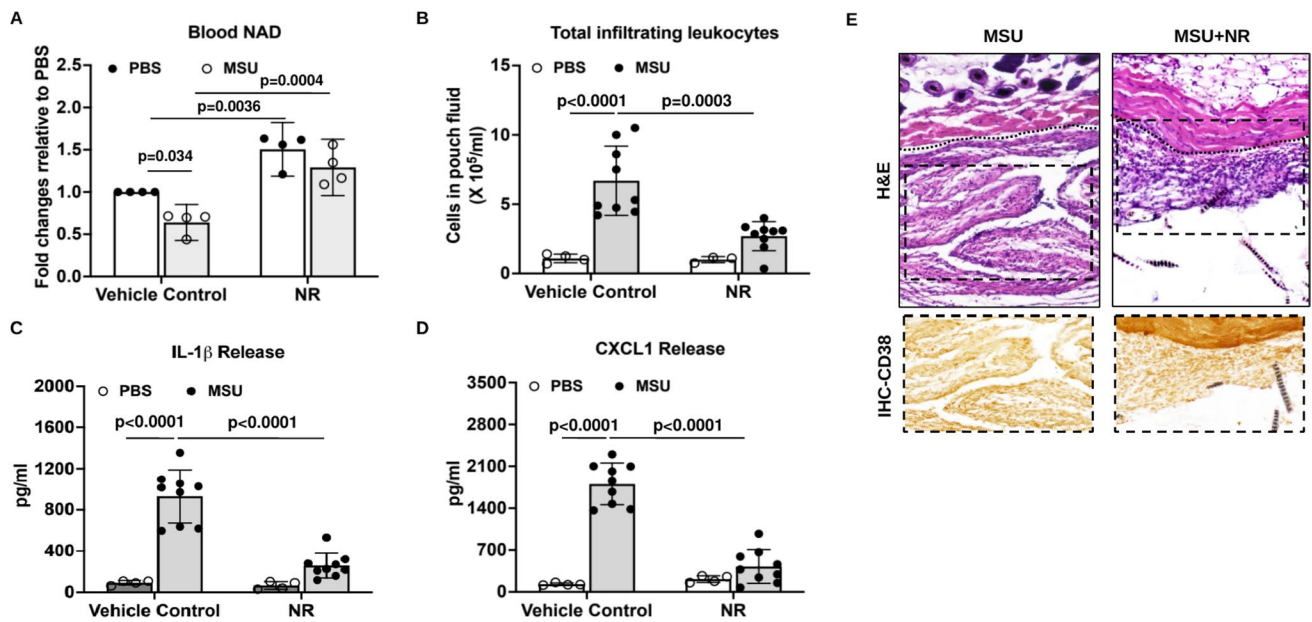 A
Blood NAD
Fold changes rrelative to PBS
2.5
2.0
1.5
1.0
0.5
0.0
PBS
MSU
p=0.0004
p=0.0036
p=0.034
Vehicle Control
NR
B
Total infiltrating leukocytes
Cells in pouch fluid
(X 10⁵/ml)
15
10
5
0
PBS
MSU
p<0.0001
p=0.0003
Vehicle Control
NR
C
IL-1β Release
pg/ml
2000
1600
1200
800
400
0
PBS
MSU
p<0.0001
p<0.0001
Vehicle Control
NR
D
CXCL1 Release
pg/ml
3500
2800
2100
1400
700
0
PBS
MSU
p<0.0001
p<0.0001
Vehicle Control
NR
E
MSU
MSU+NR
H&E
IHC-CD38